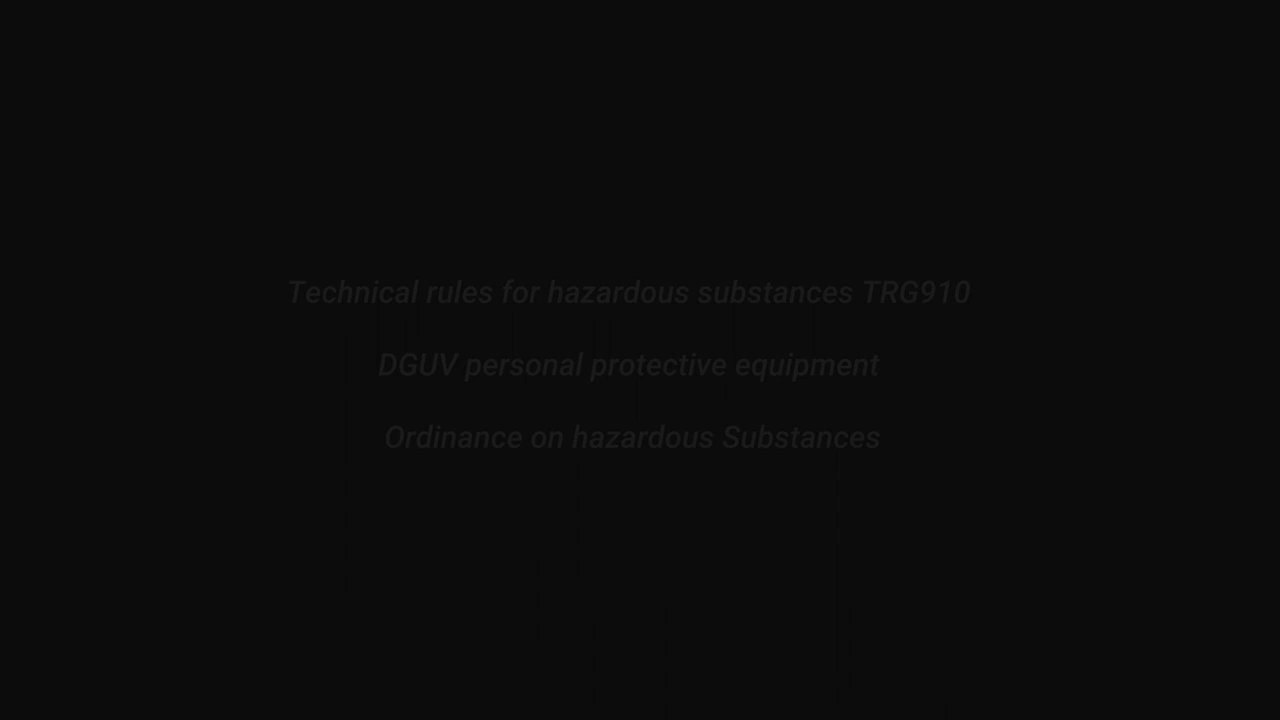 Technical rules for hazardous substances TRG910
DGUV personal protective equipment
Ordinance on hazardous Substances